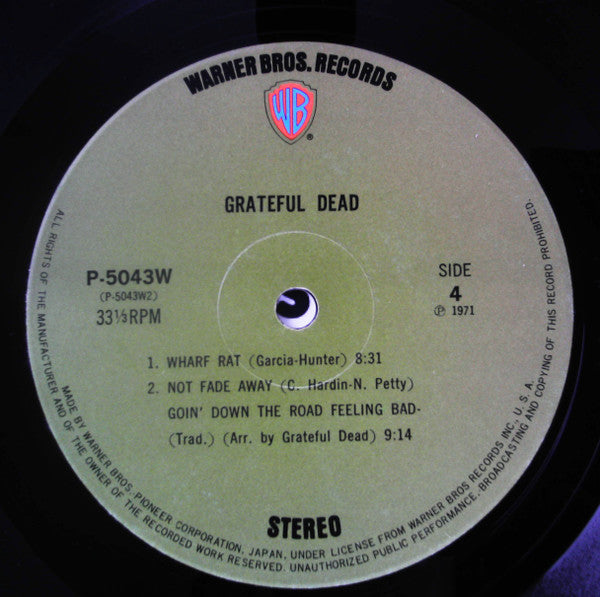 WARNER BROS. RECORDS
WB
®
GRATEFUL DEAD
P-5043W
(P-5043W2)
33⅓RPM
SIDE
4
℗ 1971
1. WHARF RAT (Garcia-Hunter) 8:31
2. NOT FADE AWAY (C. Hardin-N. Petty)
GOIN' DOWN THE ROAD FEELING BAD-
(Trad.) (Arr. by Grateful Dead) 9:14
STEREO
MADE BY WARNER BROS. PIONEER CORPORATION, JAPAN, UNDER LICENSE FROM WARNER BROS RECORDS INC. U. S. A.
ALL RIGHTS OF THE MANUFACTURER AND OF THE OWNER OF THE RECORDED WORK RESERVED. UNAUTHORIZED PUBLIC PERFORMANCE, BROADCASTING AND COPYING OF THIS RECORD PROHIBITED.